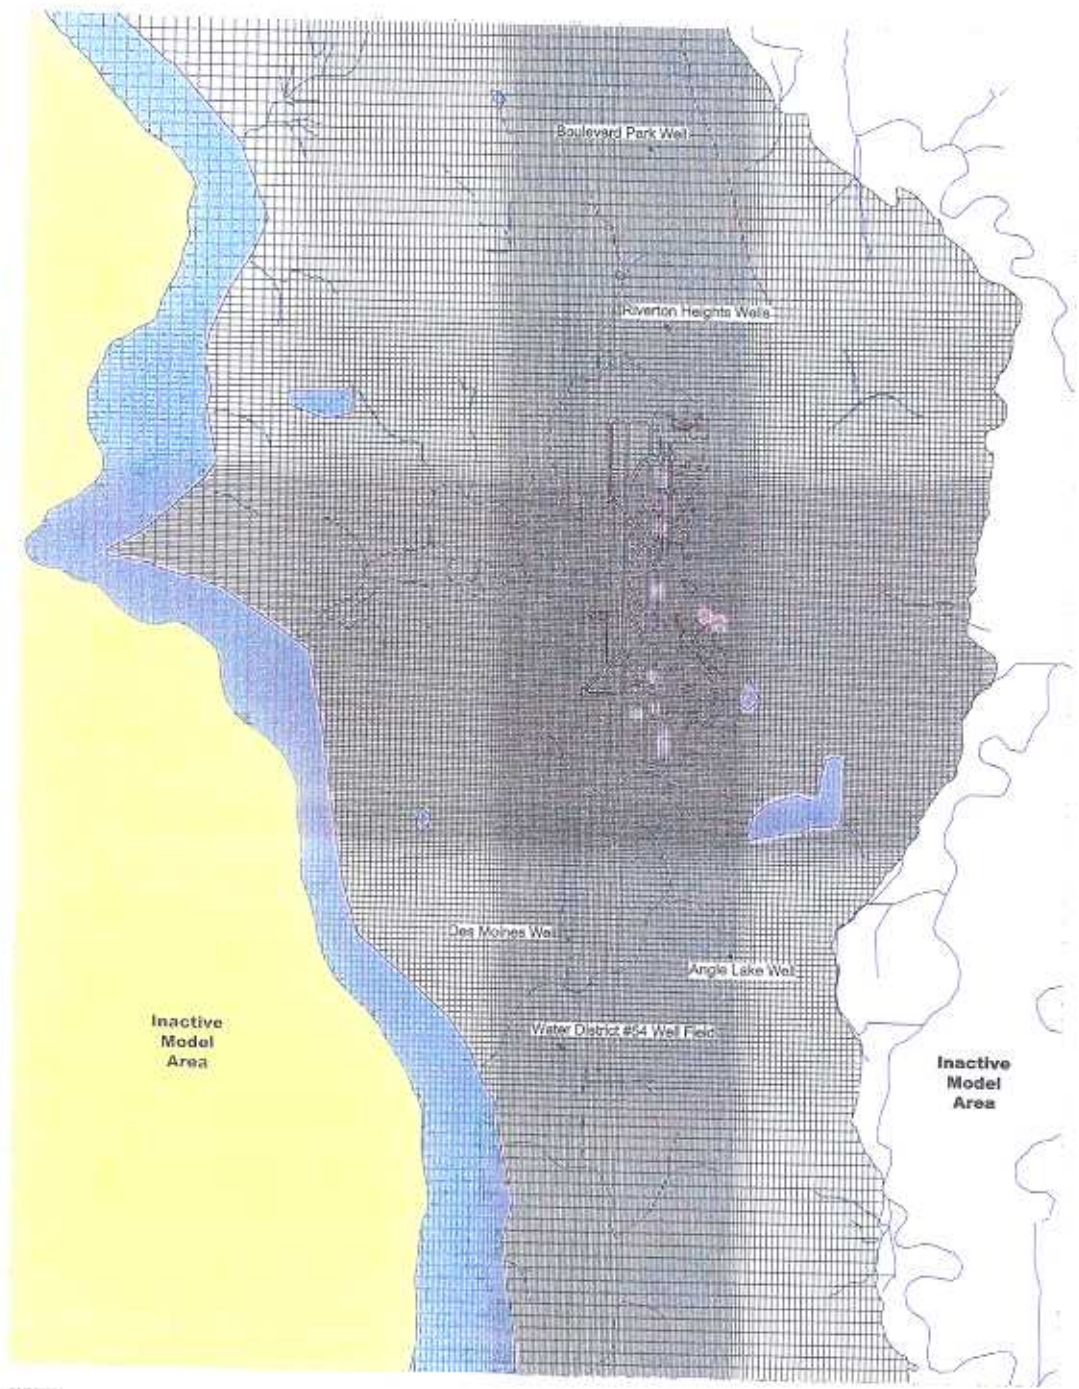 Boulevard Park Well
Riverton Heights Wells
Des Moines Well
Angle Lake Well
Water District #54 Well Field
Inactive
Model
Area
Inactive
Model
Area